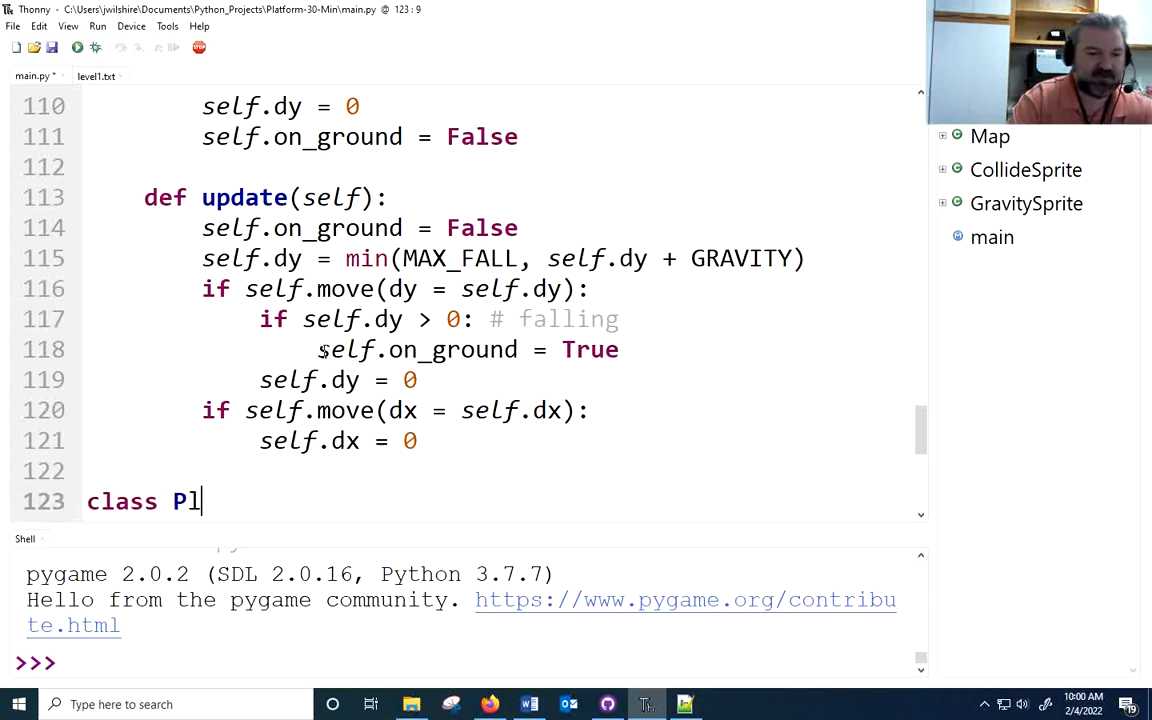 Thonny - C:\Users\jwilshire\Documents\Python_Projects\Platform-30-Min\main.py @ 123 : 9
File Edit View Run Device Tools Help
STOP
main.py * level1.txt
110 self.dy = 0
111 self.on_ground = False
112
113 def update(self):
114 self.on_ground = False
115 self.dy = min(MAX_FALL, self.dy + GRAVITY)
116 if self.move(dy = self.dy):
117 if self.dy > 0: # falling
118 self.on_ground = True
119 self.dy = 0
120 if self.move(dx = self.dx):
121 self.dx = 0
122
123 class Pl
Map
CollideSprite
GravitySprite
main
Shell
pygame 2.0.2 (SDL 2.0.16, Python 3.7.7)
Hello from the pygame community. https://www.pygame.org/contribu
te.html
>>>
Type here to search
10:00 AM
2/4/2022
19